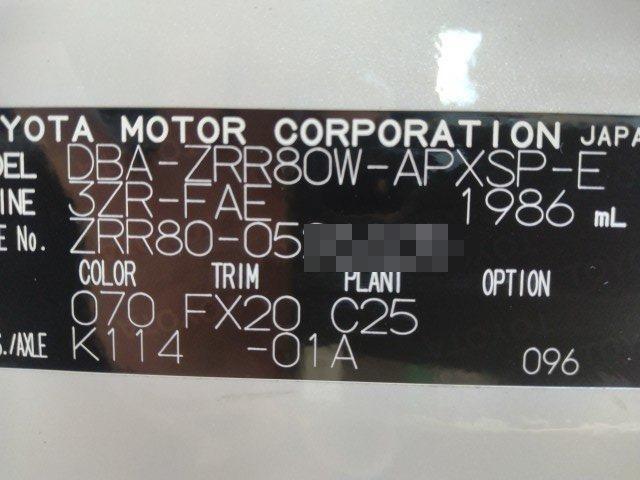 YOTA MOTOR CORPORATION JAPA
DEL DBA-ZRR80W-APXSP-E
INE 3ZR-FAE 1986 mL
E No. ZRR80-05
COLOR TRIM PLANT OPTION
070 FX20 C25
S./AXLE K114 -01A 096